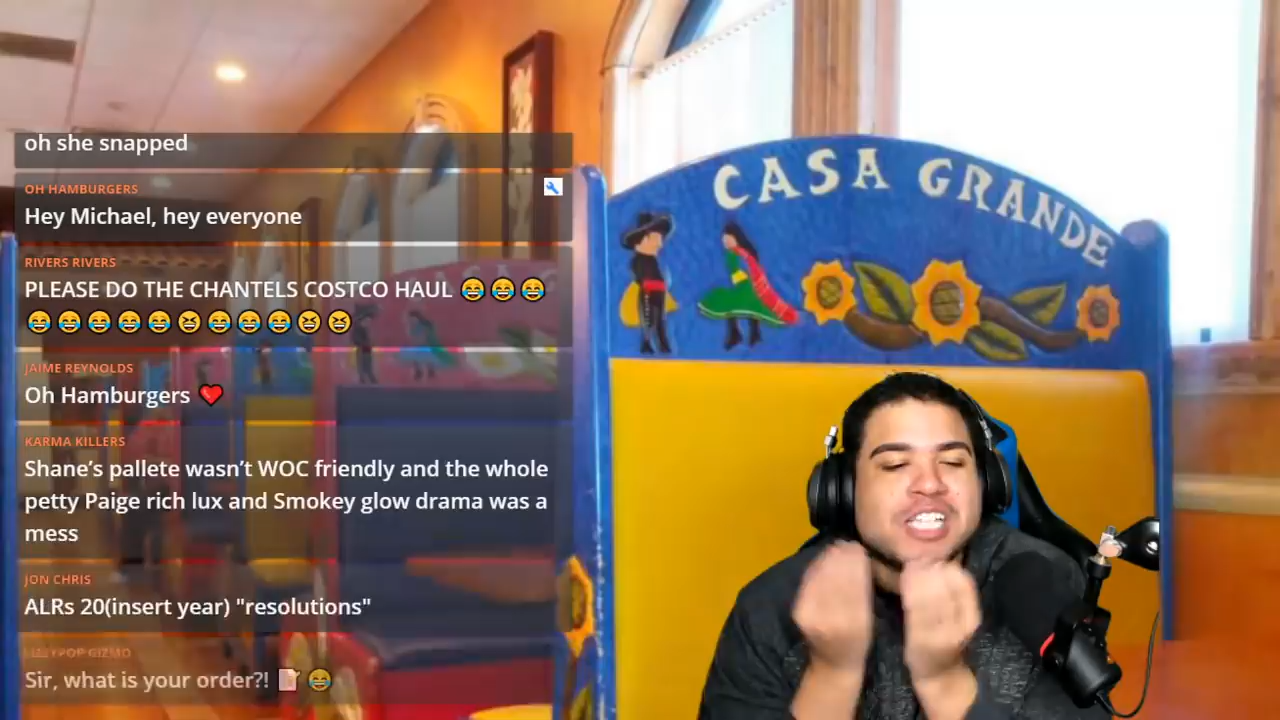 oh she snapped
OH HAMBURGERS
Hey Michael, hey everyone
RIVERS RIVERS
PLEASE DO THE CHANTELS COSTCO HAUL 😂😂😂
😂😂😂😂😂😆😂😂😂😆😆
JAIME REYNOLDS
Oh Hamburgers ❤️
KARMA KILLERS
Shane’s pallete wasn’t WOC friendly and the whole
petty Paige rich lux and Smokey glow drama was a
mess
JON CHRIS
ALRs 20(insert year) "resolutions"
LILLYPOP GIZMO
Sir, what is your order?! 📝😂
CASA GRANDE